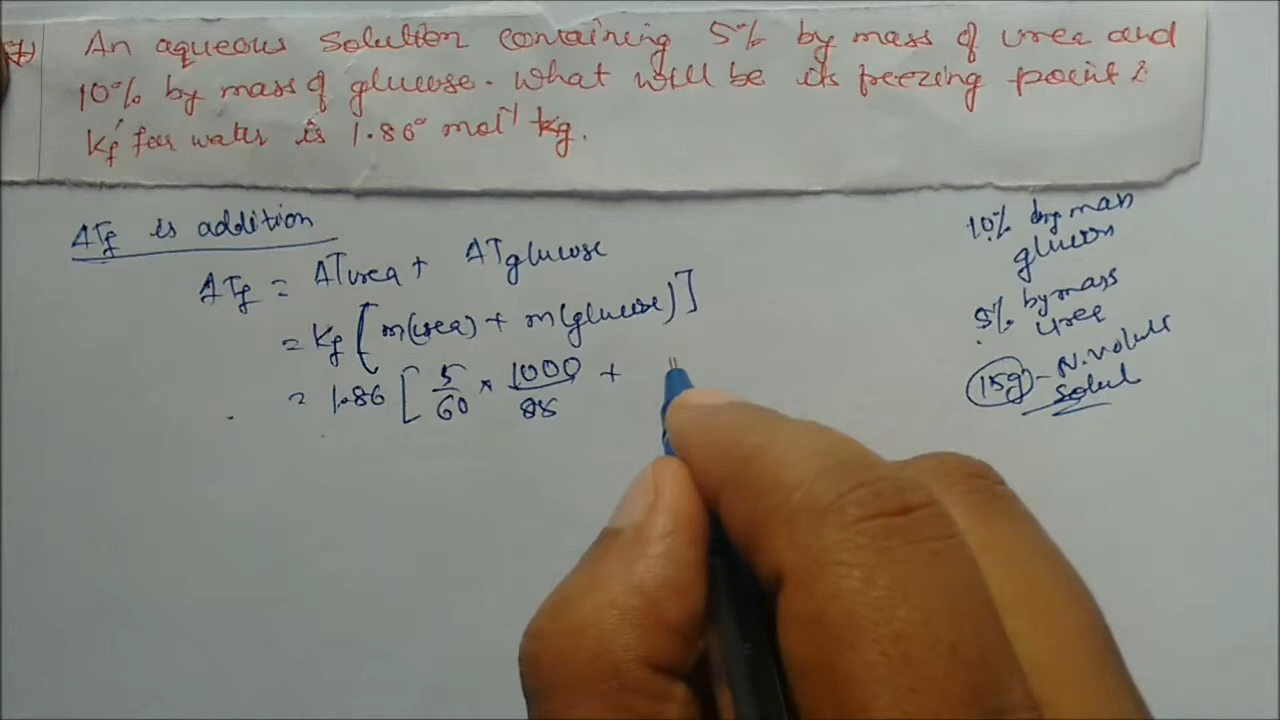 An aqueous solution containing 5% by mass of urea and
10% by mass of glucose. What will be its freezing point?
Kf for water is 1.86° mol⁻¹ kg.
ΔTf is addition
ΔTf = ΔTurea + ΔTglucose
= Kf [m(urea) + m(glucose)]
= 1.86 [ 5/60 × 1000/85 +
10% by mass
glucose
5% by mass
urea
15g - N.volatile
Solute